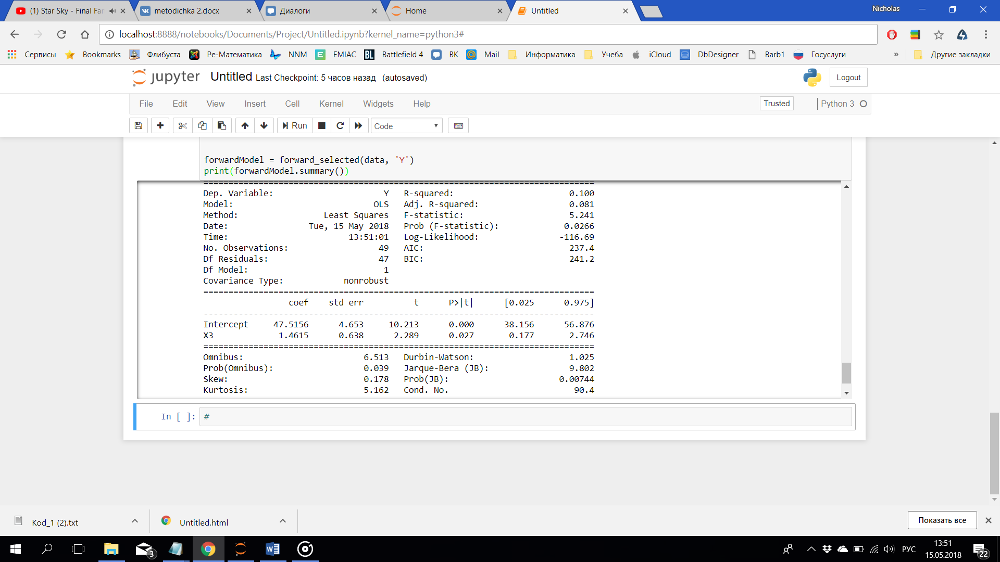 (1) Star Sky - Final Fan
metodichka 2.docx
Диалоги
Home
Untitled
Nicholas
localhost:8888/notebooks/Documents/Project/Untitled.ipynb?kernel_name=python3#
Сервисы Bookmarks Флибуста Ре-Математика NNM EMIAC Battlefield 4 ВК Mail Информатика Учеба iCloud DbDesigner Barb1 Госуслуги » Другие закладки
jupyter Untitled Last Checkpoint: 5 часов назад (autosaved) Logout
File Edit View Insert Cell Kernel Widgets Help Trusted Python 3
Run Code
forwardModel = forward_selected(data, 'Y')
print(forwardModel.summary())
==============================================================================
Dep. Variable: Y R-squared: 0.100
Model: OLS Adj. R-squared: 0.081
Method: Least Squares F-statistic: 5.241
Date: Tue, 15 May 2018 Prob (F-statistic): 0.0266
Time: 13:51:01 Log-Likelihood: -116.69
No. Observations: 49 AIC: 237.4
Df Residuals: 47 BIC: 241.2
Df Model: 1
Covariance Type: nonrobust
==============================================================================
coef std err t P>|t| [0.025 0.975]
------------------------------------------------------------------------------
Intercept 47.5156 4.653 10.213 0.000 38.156 56.876
X3 1.4615 0.638 2.289 0.027 0.177 2.746
==============================================================================
Omnibus: 6.513 Durbin-Watson: 1.025
Prob(Omnibus): 0.039 Jarque-Bera (JB): 9.802
Skew: 0.178 Prob(JB): 0.00744
Kurtosis: 5.162 Cond. No. 90.4
In [ ]: #
Kod_1 (2).txt
Untitled.html
Показать все
3
РУС
13:51
15.05.2018
22